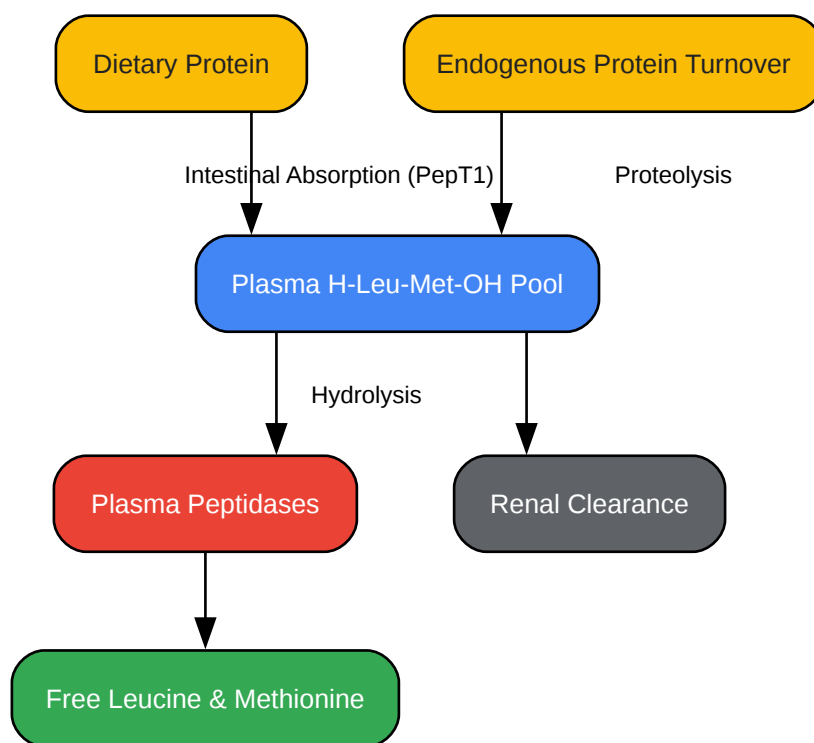 Dietary Protein
Endogenous Protein Turnover
Intestinal Absorption (PepT1)
Proteolysis
Plasma H-Leu-Met-OH Pool
Hydrolysis
Plasma Peptidases
Renal Clearance
Free Leucine & Methionine